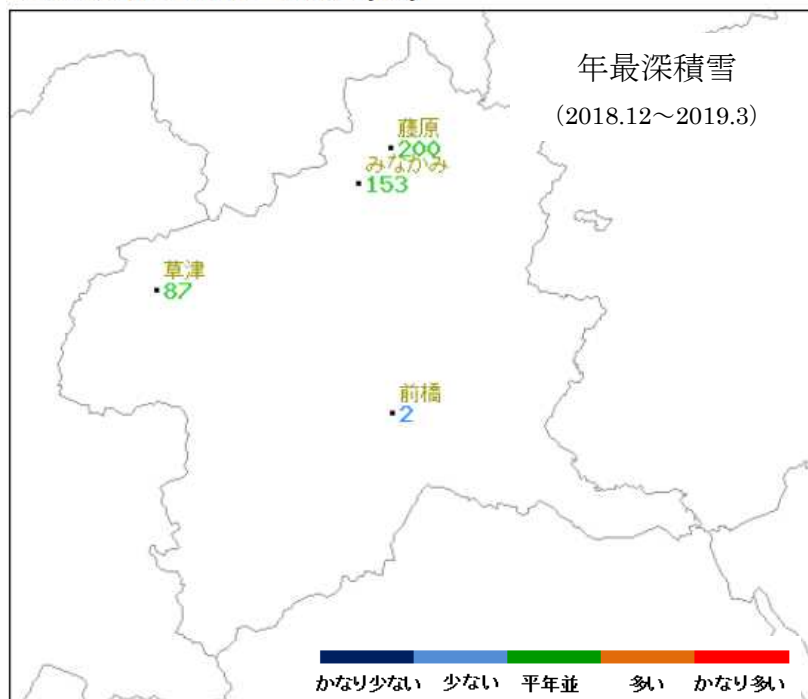 年最深積雪
(2018.12～2019.3)
藤原
200
みなかみ
153
草津
87
前橋
2
かなり少ない 少ない 平年並 多い かなり多い